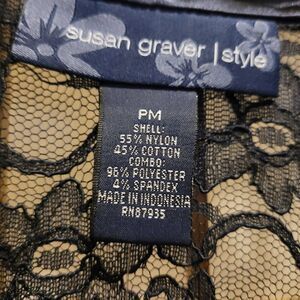 susan graver | style
PM
SHELL:
55% NYLON
45% COTTON
COMBO:
96% POLYESTER
4% SPANDEX
MADE IN INDONESIA
RN87935